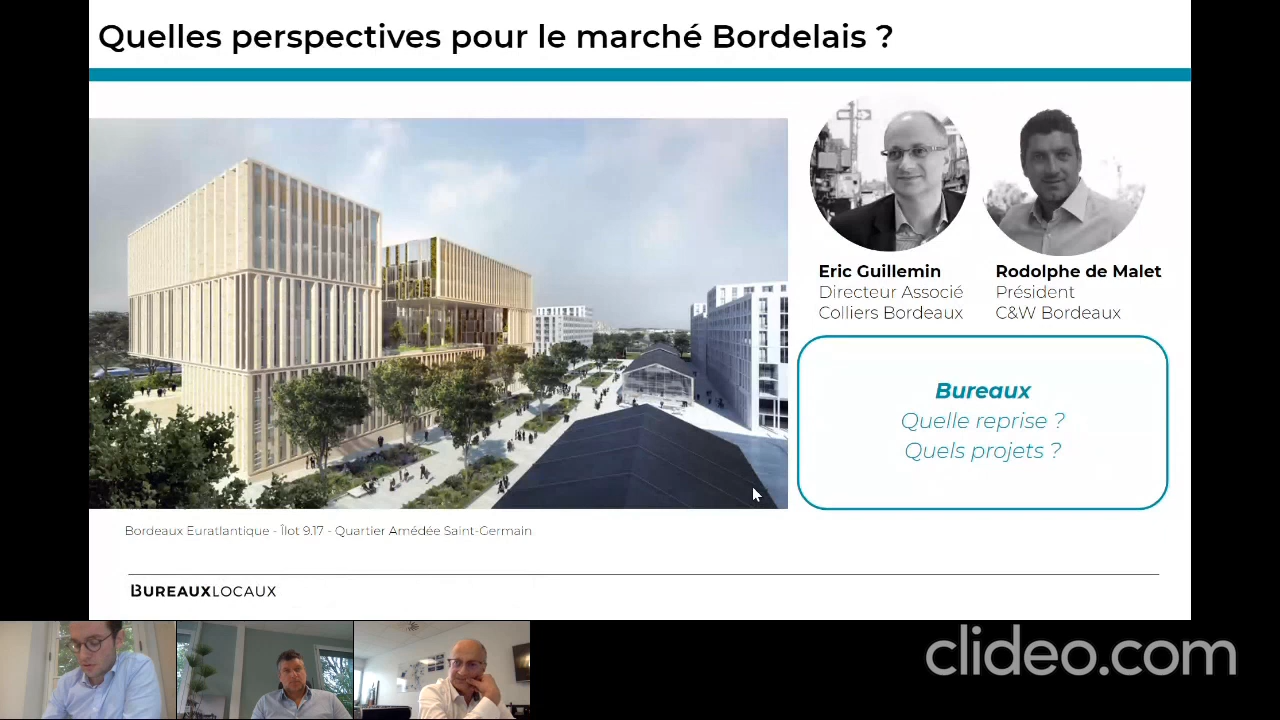 Quelles perspectives pour le marché Bordelais ?
Eric Guillemin
Directeur Associé
Colliers Bordeaux
Rodolphe de Malet
Président
C&W Bordeaux
Bureaux
Quelle reprise ?
Quels projets ?
Bordeaux Euratlantique - Îlot 9.17 - Quartier Amédée Saint-Germain
BUREAUXLOCAUX
clideo.com